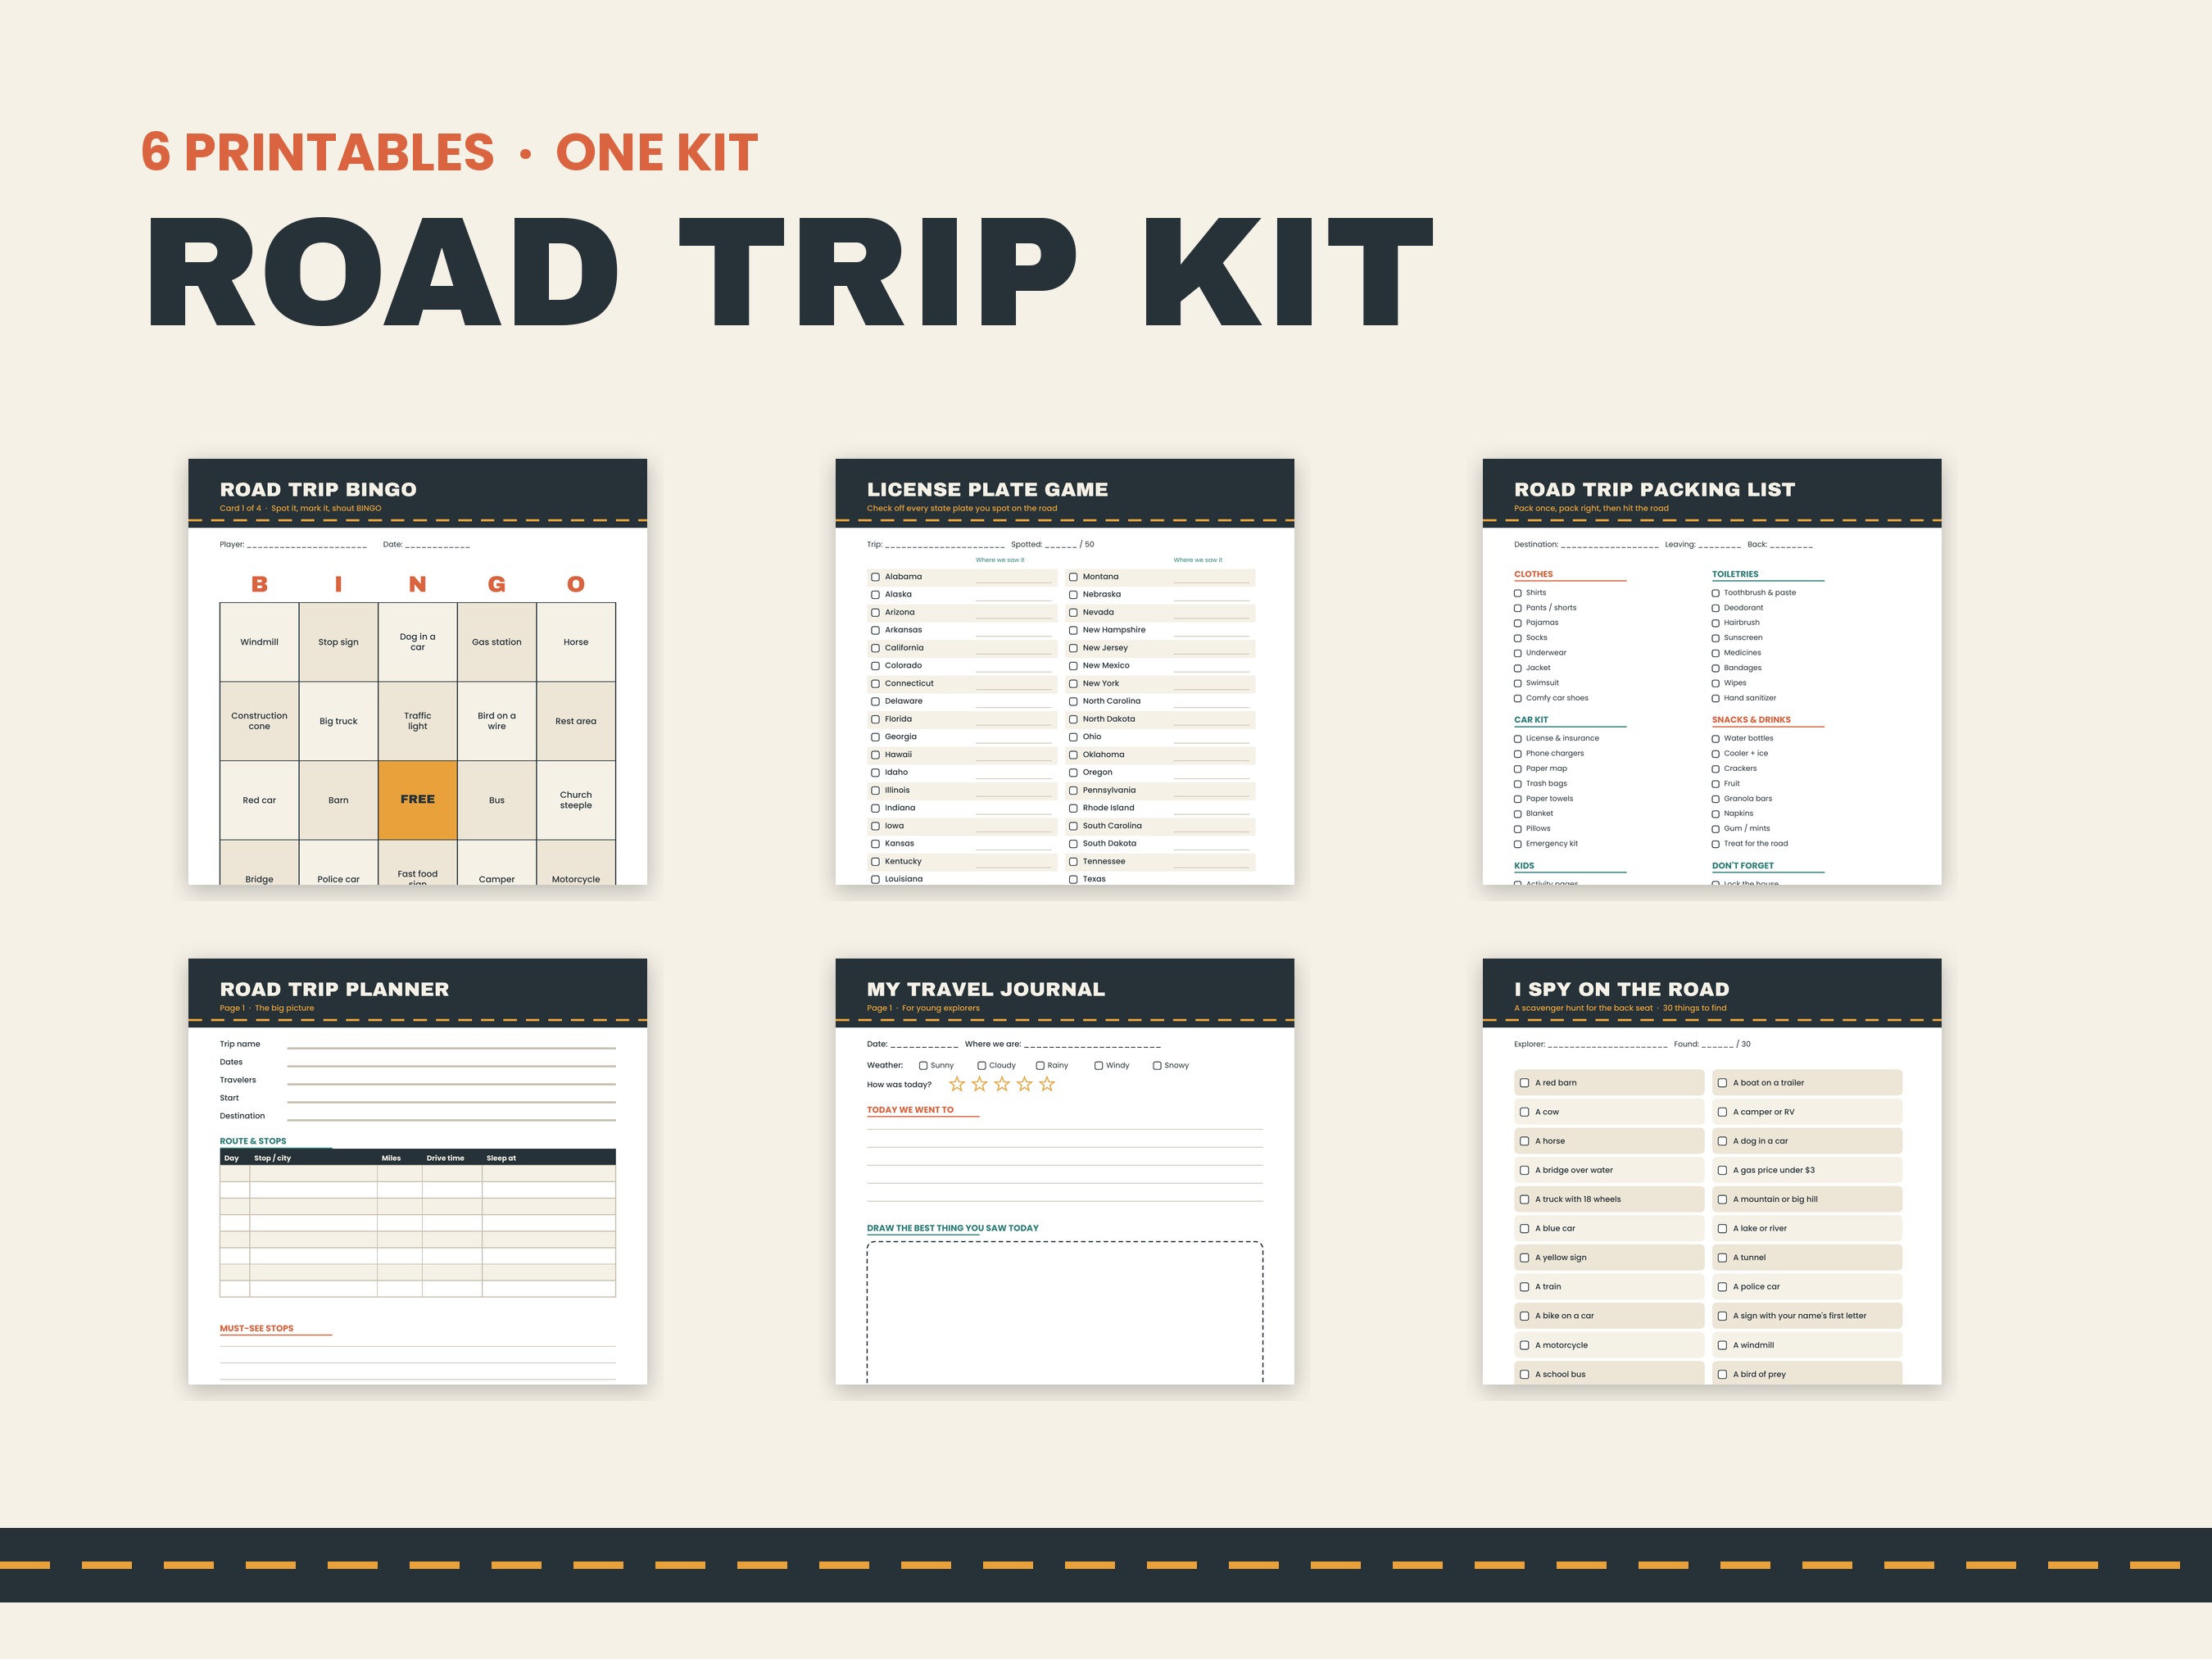 6 PRINTABLES · ONE KIT
ROAD TRIP KIT
ROAD TRIP BINGO
Card 1 of 4 · Spot it, mark it, shout BINGO
Player: ______________________ Date: ____________
B I N G O
Windmill
Stop sign
Dog in a
car
Gas station
Horse
Construction
cone
Big truck
Traffic
light
Bird on a
wire
Rest area
Red car
Barn
FREE
Bus
Church
steeple
Bridge
Police car
Fast food
sign
Camper
Motorcycle
LICENSE PLATE GAME
Check off every state plate you spot on the road
Trip: ______________________ Spotted: ______ / 50
Where we saw it
Where we saw it
Alabama
Alaska
Arizona
Arkansas
California
Colorado
Connecticut
Delaware
Florida
Georgia
Hawaii
Idaho
Illinois
Indiana
Iowa
Kansas
Kentucky
Louisiana
Montana
Nebraska
Nevada
New Hampshire
New Jersey
New Mexico
New York
North Carolina
North Dakota
Ohio
Oklahoma
Oregon
Pennsylvania
Rhode Island
South Carolina
South Dakota
Tennessee
Texas
ROAD TRIP PACKING LIST
Pack once, pack right, then hit the road
Destination: __________________ Leaving: ________ Back: ________
CLOTHES
Shirts
Pants / shorts
Pajamas
Socks
Underwear
Jacket
Swimsuit
Comfy car shoes
CAR KIT
License & insurance
Phone chargers
Paper map
Trash bags
Paper towels
Blanket
Pillows
Emergency kit
KIDS
Activity pages
TOILETRIES
Toothbrush & paste
Deodorant
Hairbrush
Sunscreen
Medicines
Bandages
Wipes
Hand sanitizer
SNACKS & DRINKS
Water bottles
Cooler + ice
Crackers
Fruit
Granola bars
Napkins
Gum / mints
Treat for the road
DON'T FORGET
Lock the house
ROAD TRIP PLANNER
Page 1 · The big picture
Trip name
Dates
Travelers
Start
Destination
ROUTE & STOPS
Day Stop / city Miles Drive time Sleep at
MUST-SEE STOPS
MY TRAVEL JOURNAL
Page 1 · For young explorers
Date: ____________ Where we are: _________________________
Weather: Sunny Cloudy Rainy Windy Snowy
How was today?
TODAY WE WENT TO
DRAW THE BEST THING YOU SAW TODAY
I SPY ON THE ROAD
A scavenger hunt for the back seat · 30 things to find
Explorer: ______________________ Found: ______ / 30
A red barn
A cow
A horse
A bridge over water
A truck with 18 wheels
A blue car
A yellow sign
A train
A bike on a car
A motorcycle
A school bus
A boat on a trailer
A camper or RV
A dog in a car
A gas price under $3
A mountain or big hill
A lake or river
A tunnel
A police car
A sign with your name's first letter
A windmill
A bird of prey